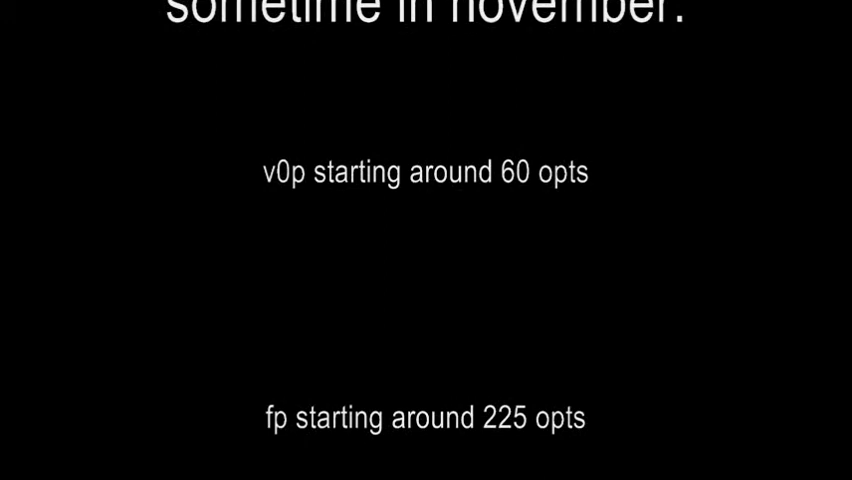 sometime in november.
v0p starting around 60 opts
fp starting around 225 opts